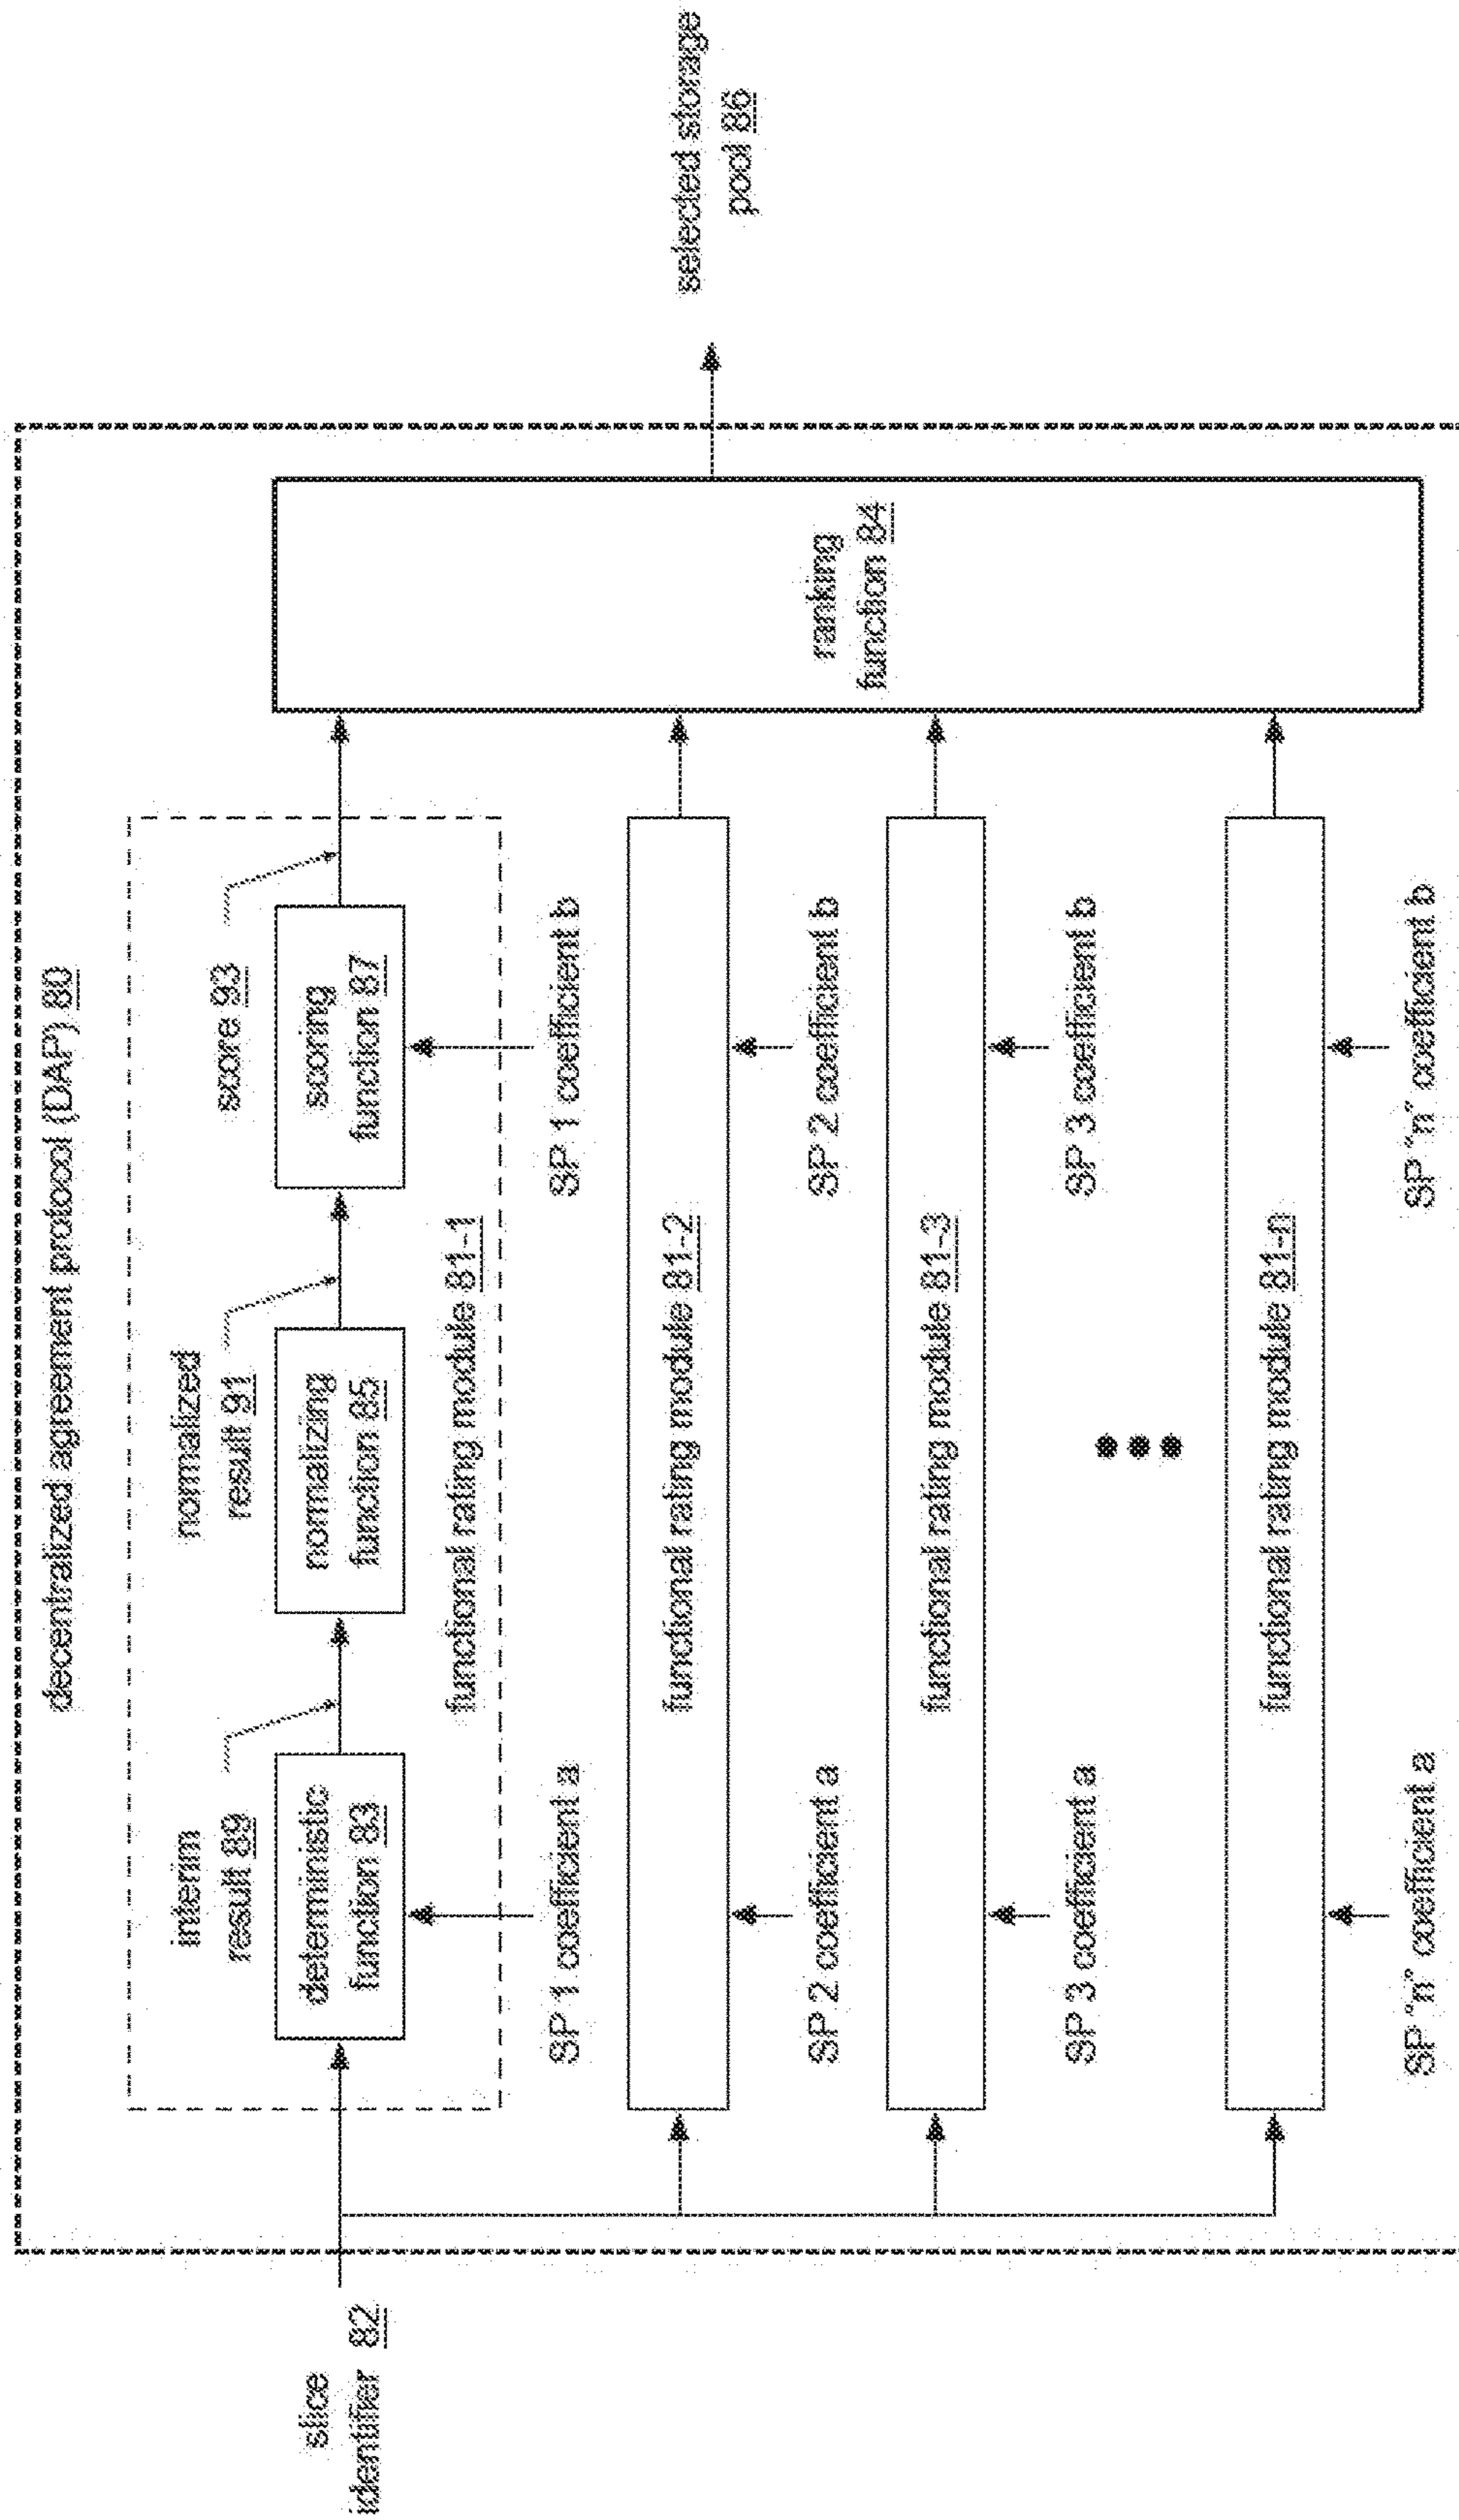 decentralized agreement protocol (DAP) 80
slice
identifier 82
interim
result 89
deterministic
function 83
normalized
result 91
normalizing
function 85
score 93
scoring
function 87
functional rating module 81-1
SP 1 coefficient a
SP 1 coefficient b
functional rating module 81-2
SP 2 coefficient a
SP 2 coefficient b
functional rating module 81-3
SP 3 coefficient a
SP 3 coefficient b
functional rating module 81-n
SP "n" coefficient a
SP "n" coefficient b
ranking
function 84
selected storage
pool 86